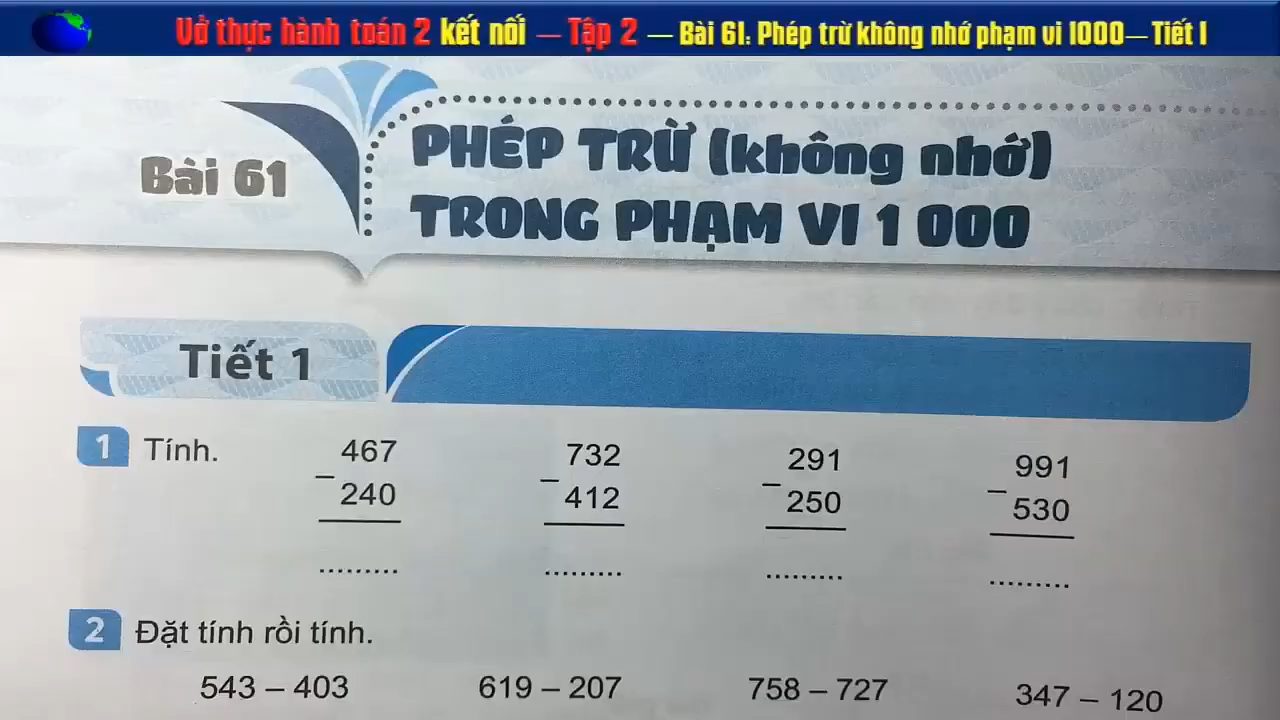 Vở thực hành toán 2 kết nối – Tập 2 – Bài 61: Phép trừ không nhớ phạm vi 1000– Tiết 1
Bài 61
PHÉP TRỪ (không nhớ)
TRONG PHẠM VI 1 000
Tiết 1
1 Tính.
467 732 291 991
– – – –
240 412 250 530
......... ......... ......... .........
2 Đặt tính rồi tính.
543 – 403 619 – 207 758 – 727 347 – 120